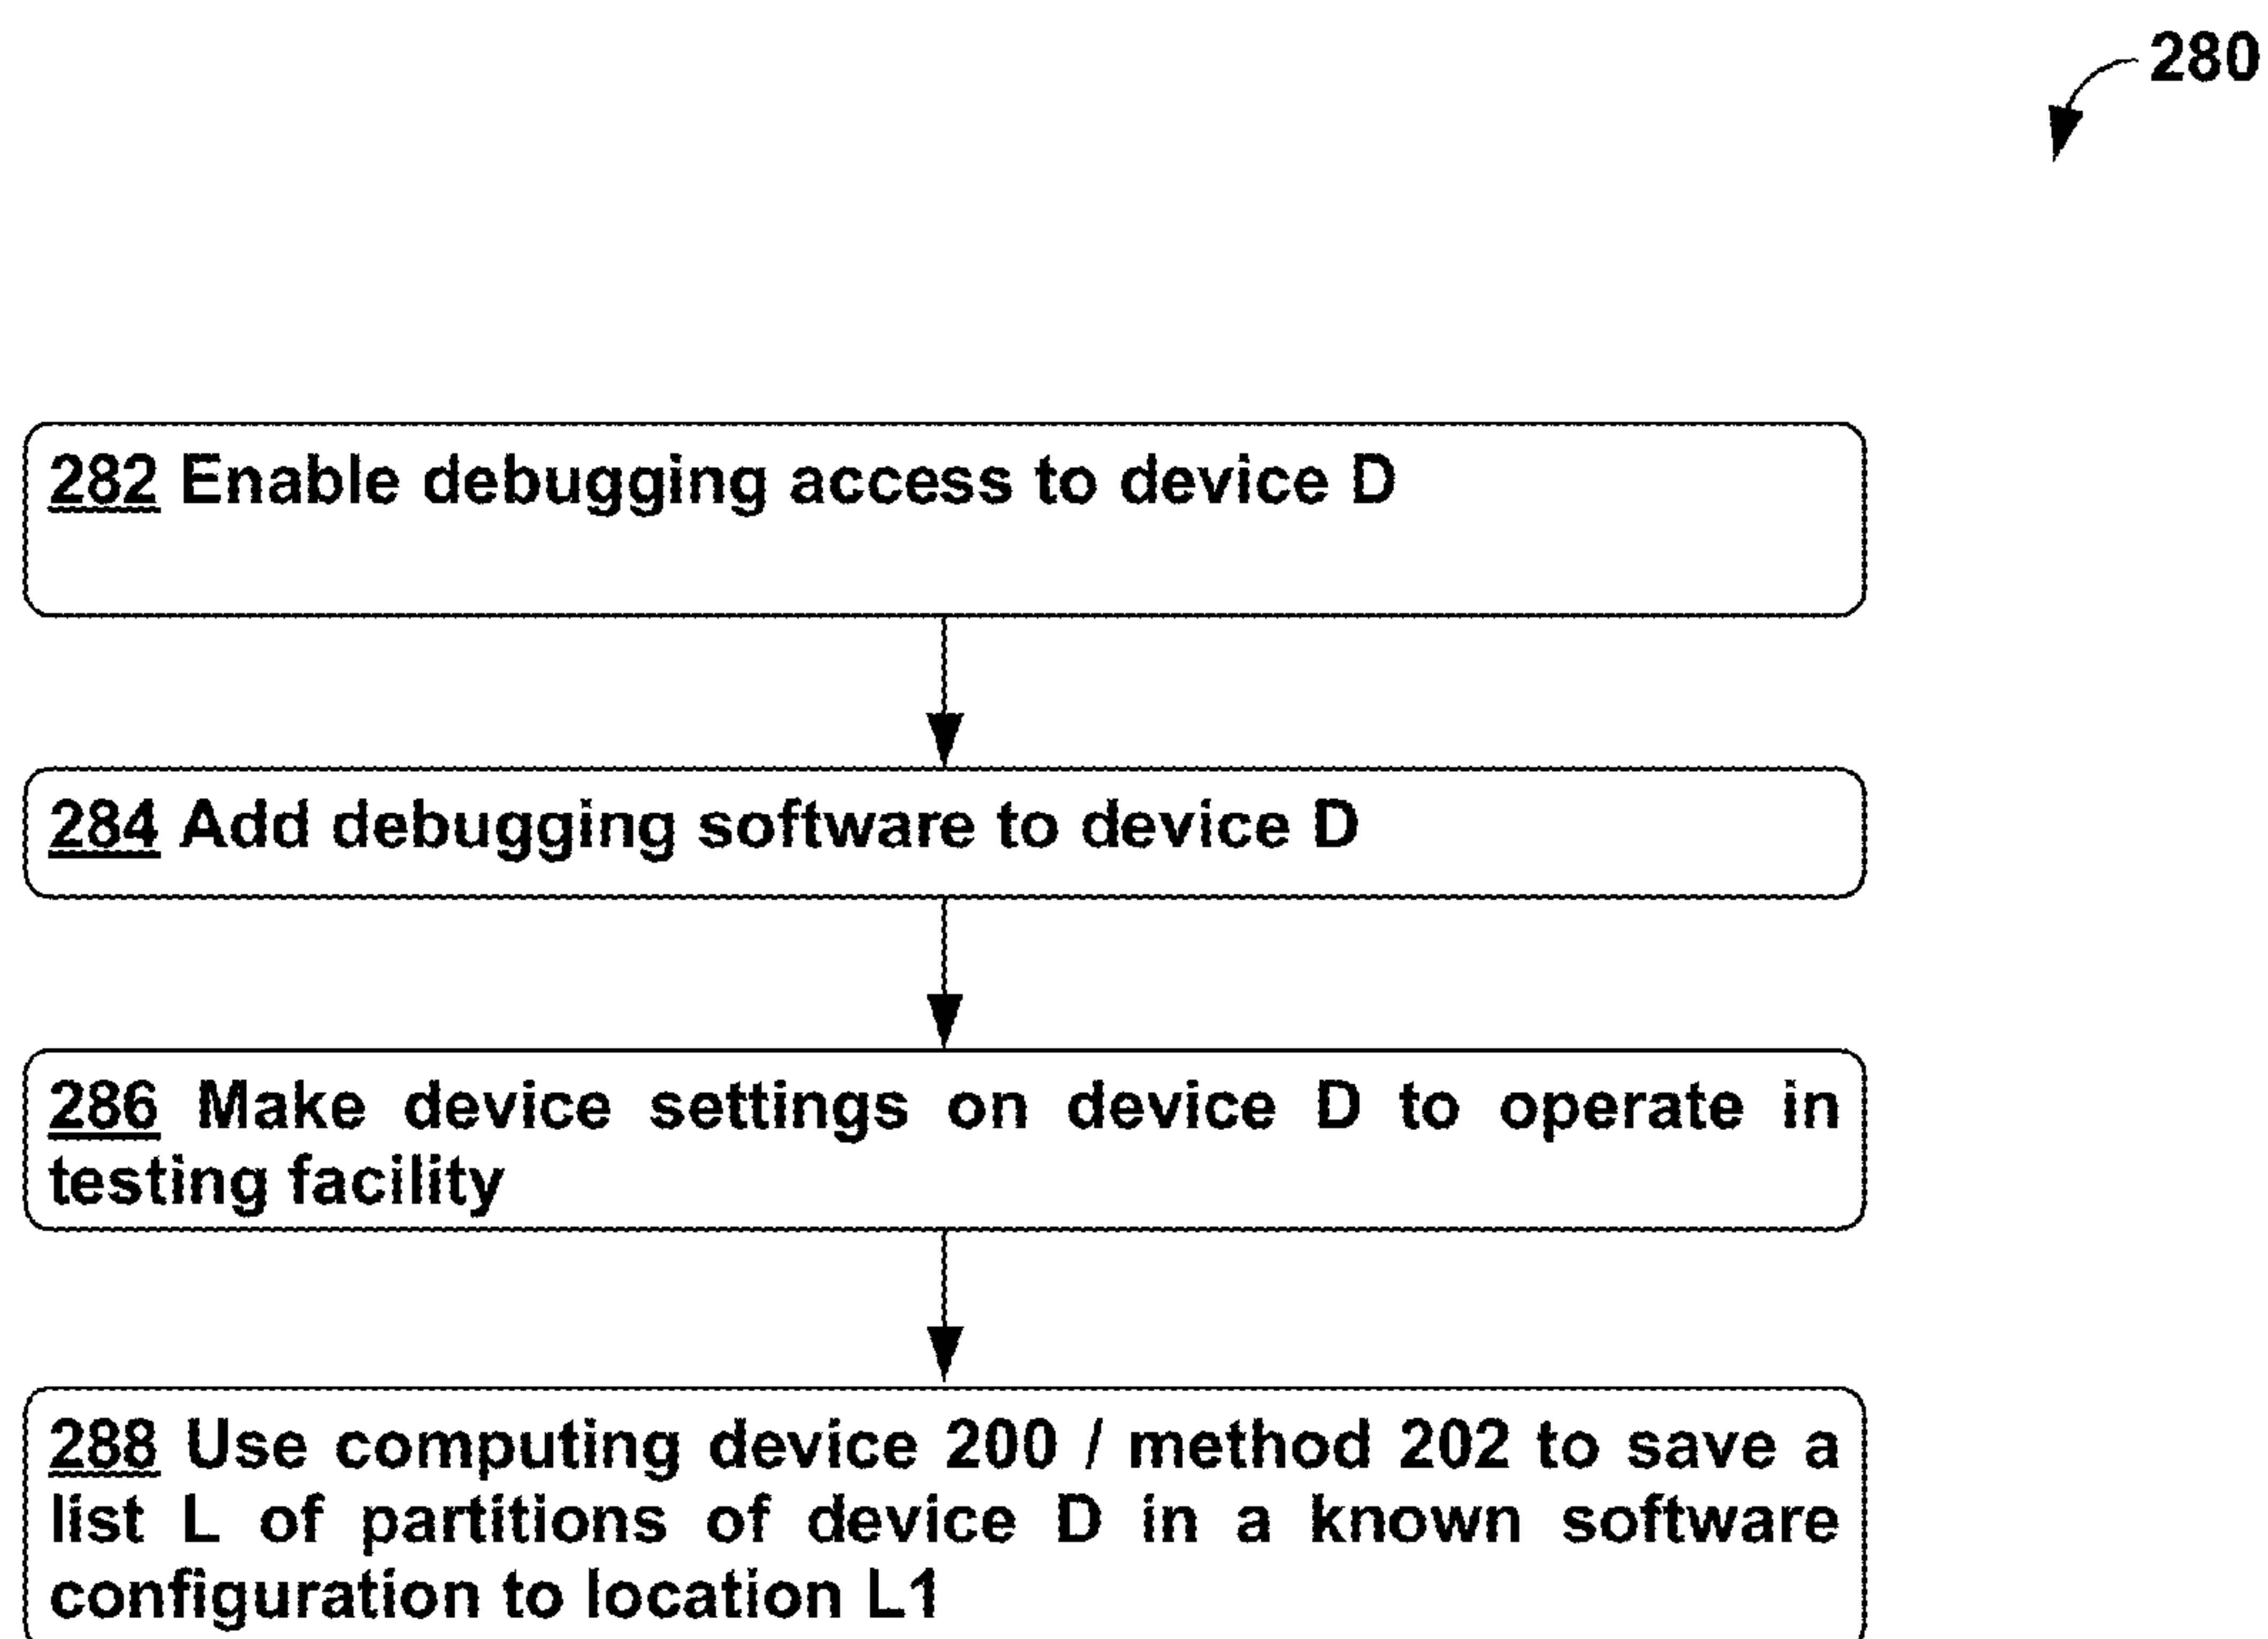 280
282 Enable debugging access to device D
284 Add debugging software to device D
286 Make device settings on device D to operate in
testing facility
288 Use computing device 200 / method 202 to save a
list L of partitions of device D in a known software
configuration to location L1